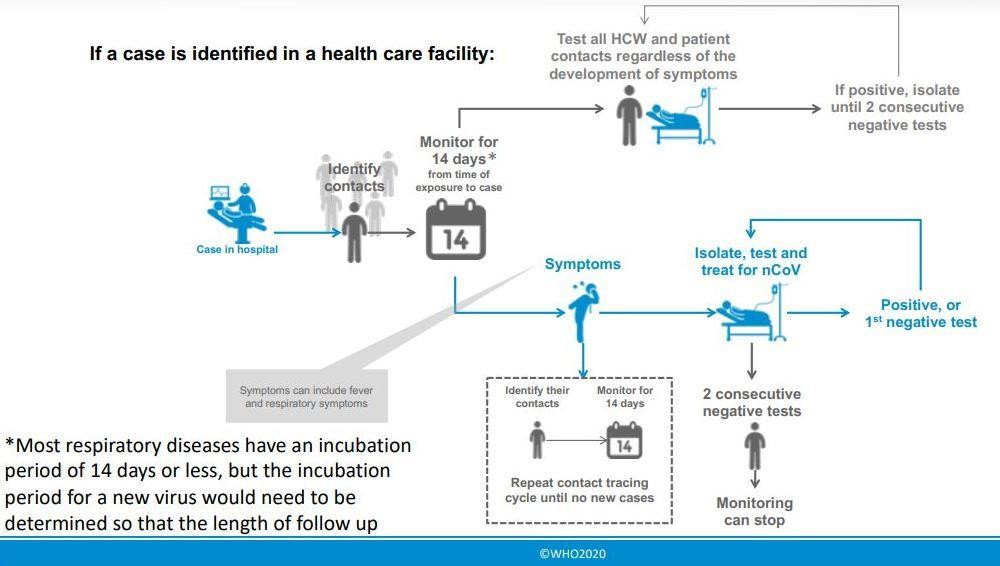 If a case is identified in a health care facility:
Test all HCW and patient
contacts regardless of the
development of symptoms
If positive, isolate
until 2 consecutive
negative tests
Monitor for
14 days*
from time of
exposure to case
Identify
contacts
14
Case in hospital
Symptoms
Isolate, test and
treat for nCoV
Positive, or
1st negative test
Symptoms can include fever
and respiratory symptoms
Identify their
contacts
Monitor for
14 days
14
Repeat contact tracing
cycle until no new cases
2 consecutive
negative tests
Monitoring
can stop
*Most respiratory diseases have an incubation
period of 14 days or less, but the incubation
period for a new virus would need to be
determined so that the length of follow up
©WHO2020